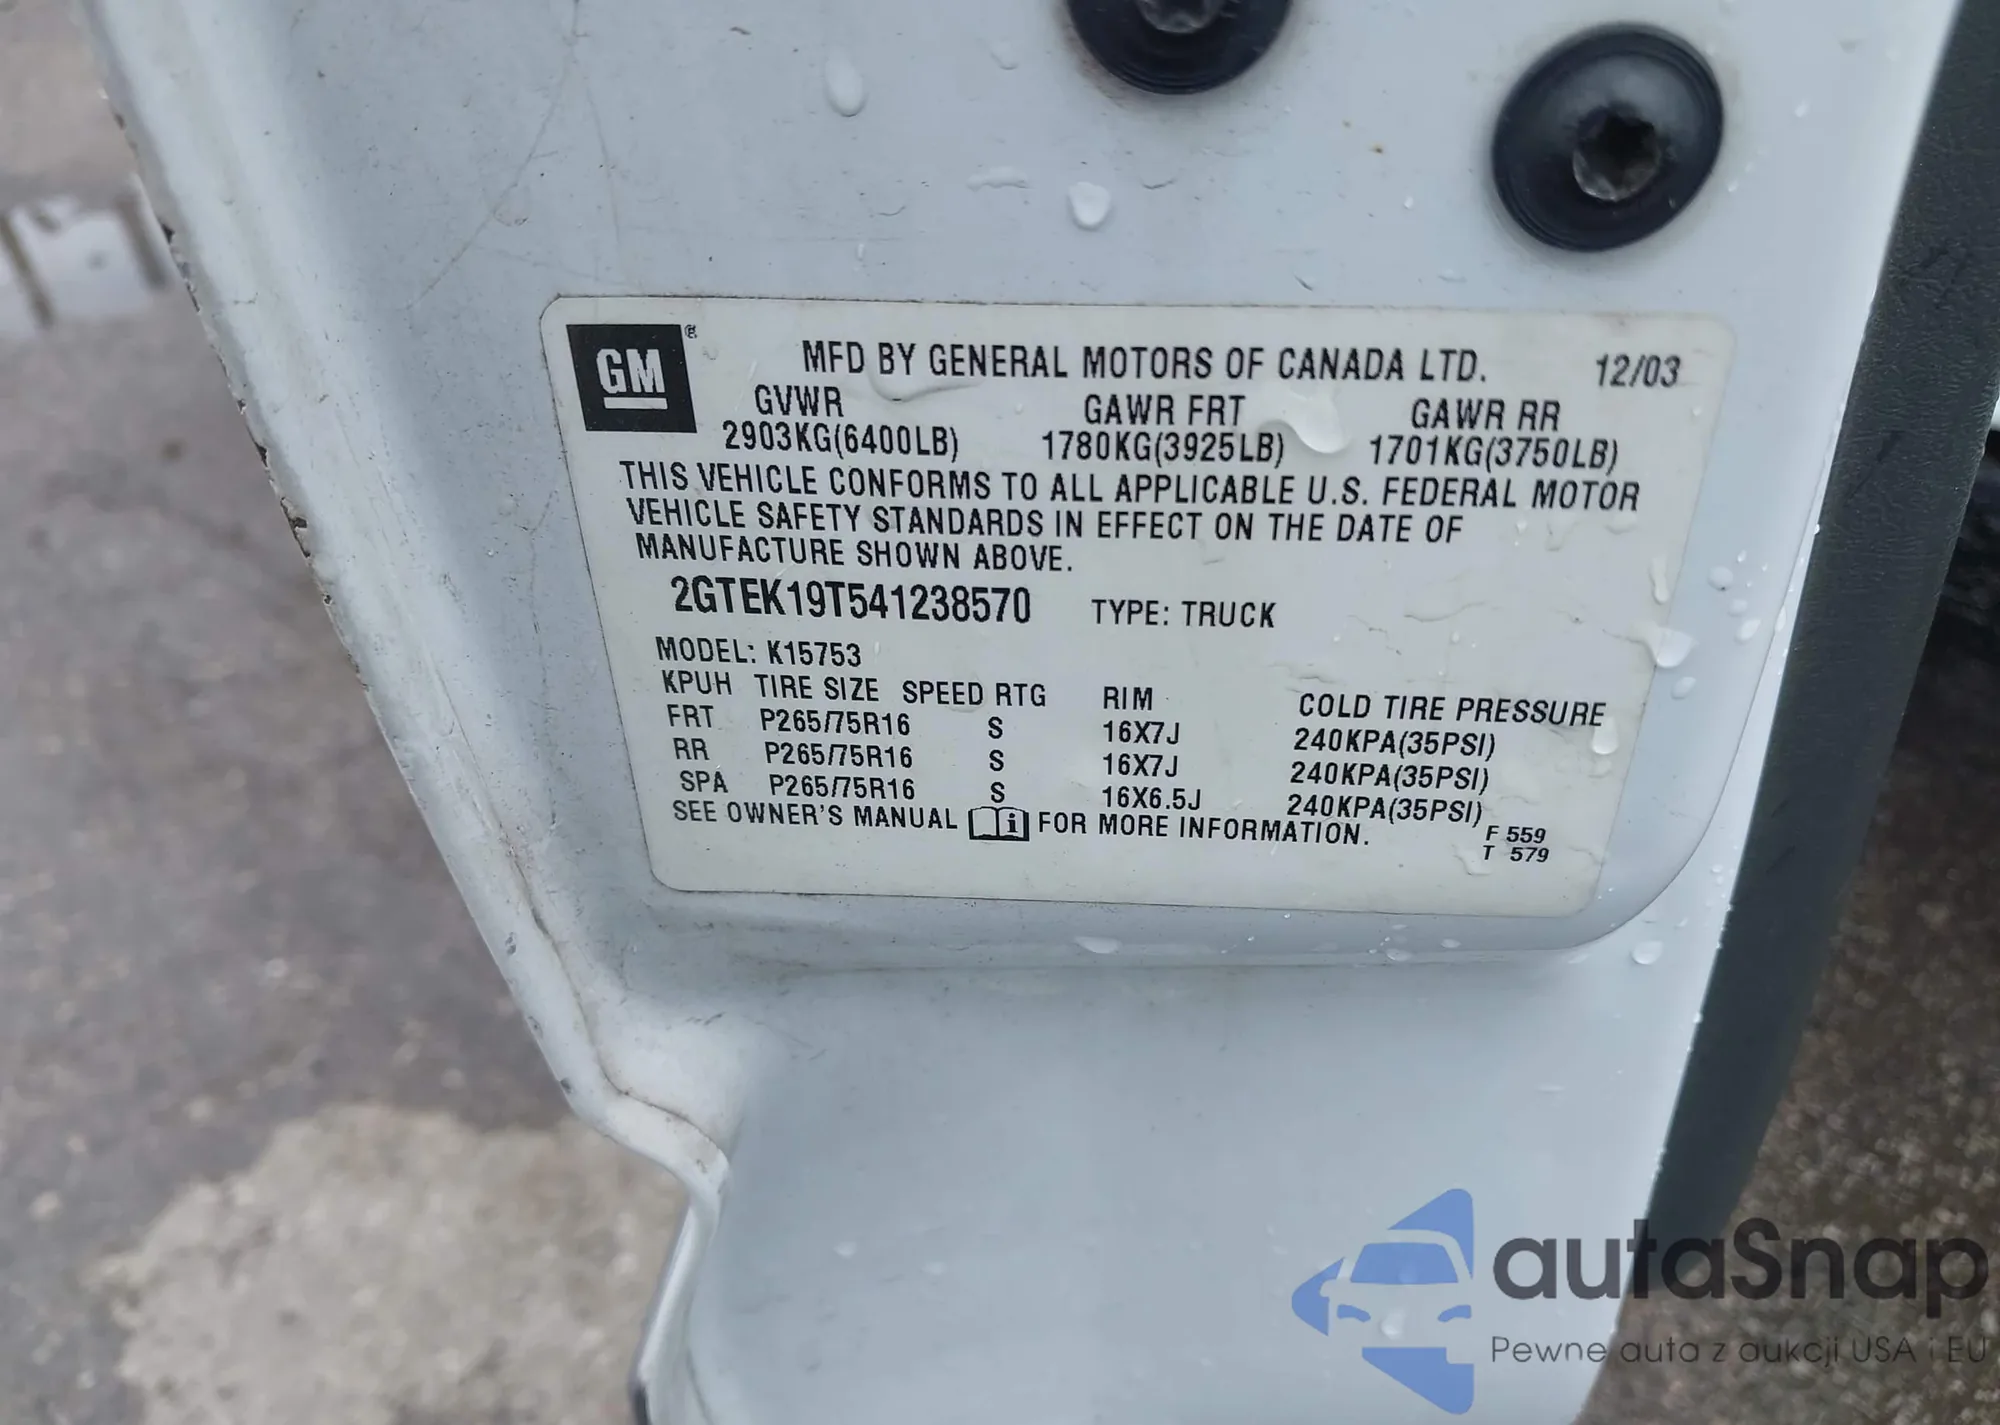 GM ® MFD BY GENERAL MOTORS OF CANADA LTD. 12/03
GVWR GAWR FRT GAWR RR
2903KG(6400LB) 1780KG(3925LB) 1701KG(3750LB)
THIS VEHICLE CONFORMS TO ALL APPLICABLE U.S. FEDERAL MOTOR
VEHICLE SAFETY STANDARDS IN EFFECT ON THE DATE OF
MANUFACTURE SHOWN ABOVE.
2GTEK19T541238570 TYPE: TRUCK
MODEL: K15753
KPUH TIRE SIZE SPEED RTG RIM COLD TIRE PRESSURE
FRT P265/75R16 S 16X7J 240KPA(35PSI)
RR P265/75R16 S 16X7J 240KPA(35PSI)
SPA P265/75R16 S 16X6.5J 240KPA(35PSI)
SEE OWNER'S MANUAL i FOR MORE INFORMATION.
F 559
T 579
autaSnap
Pewne auta z aukcji USA i EU